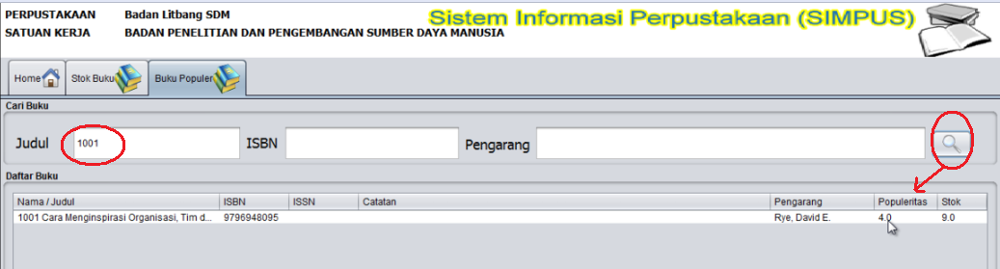 PERPUSTAKAAN Badan Litbang SDM
Sistem Informasi Perpustakaan (SIMPUS)
SATUAN KERJA BADAN PENELITIAN DAN PENGEMBANGAN SUMBER DAYA MANUSIA
Home Stok Buku Buku Populer
Cari Buku
Judul 1001 ISBN Pengarang
Daftar Buku
Nama / Judul ISBN ISSN Catatan Pengarang Populeritas Stok
1001 Cara Menginspirasi Organisasi, Tim d... 9796948095 Rye, David E. 4.0 9.0